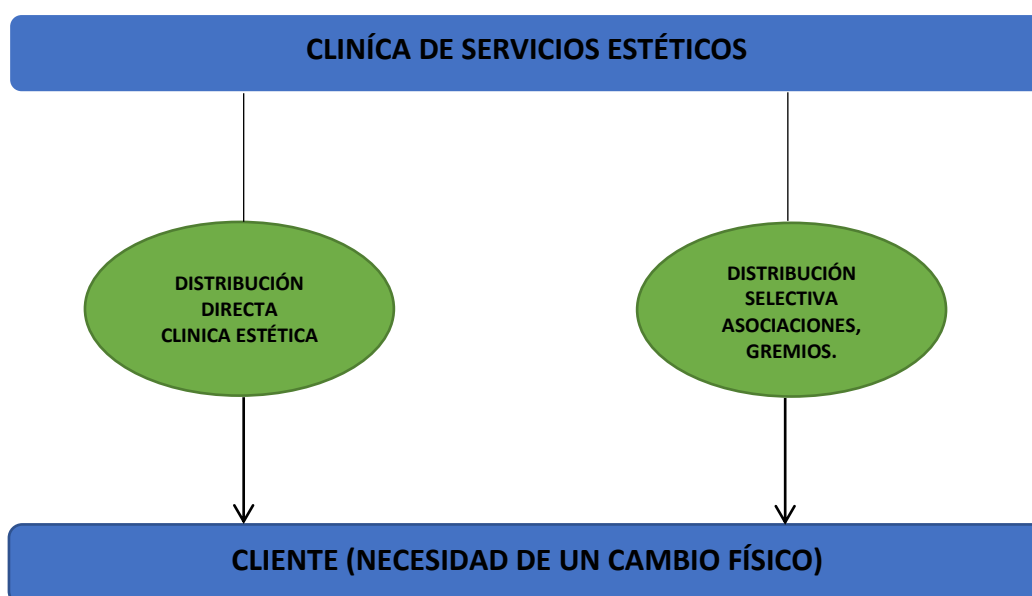 CLINÍCA DE SERVICIOS ESTÉTICOS
DISTRIBUCIÓN
DIRECTA
CLINICA ESTÉTICA
DISTRIBUCIÓN
SELECTIVA
ASOCIACIONES,
GREMIOS.
CLIENTE (NECESIDAD DE UN CAMBIO FÍSICO)